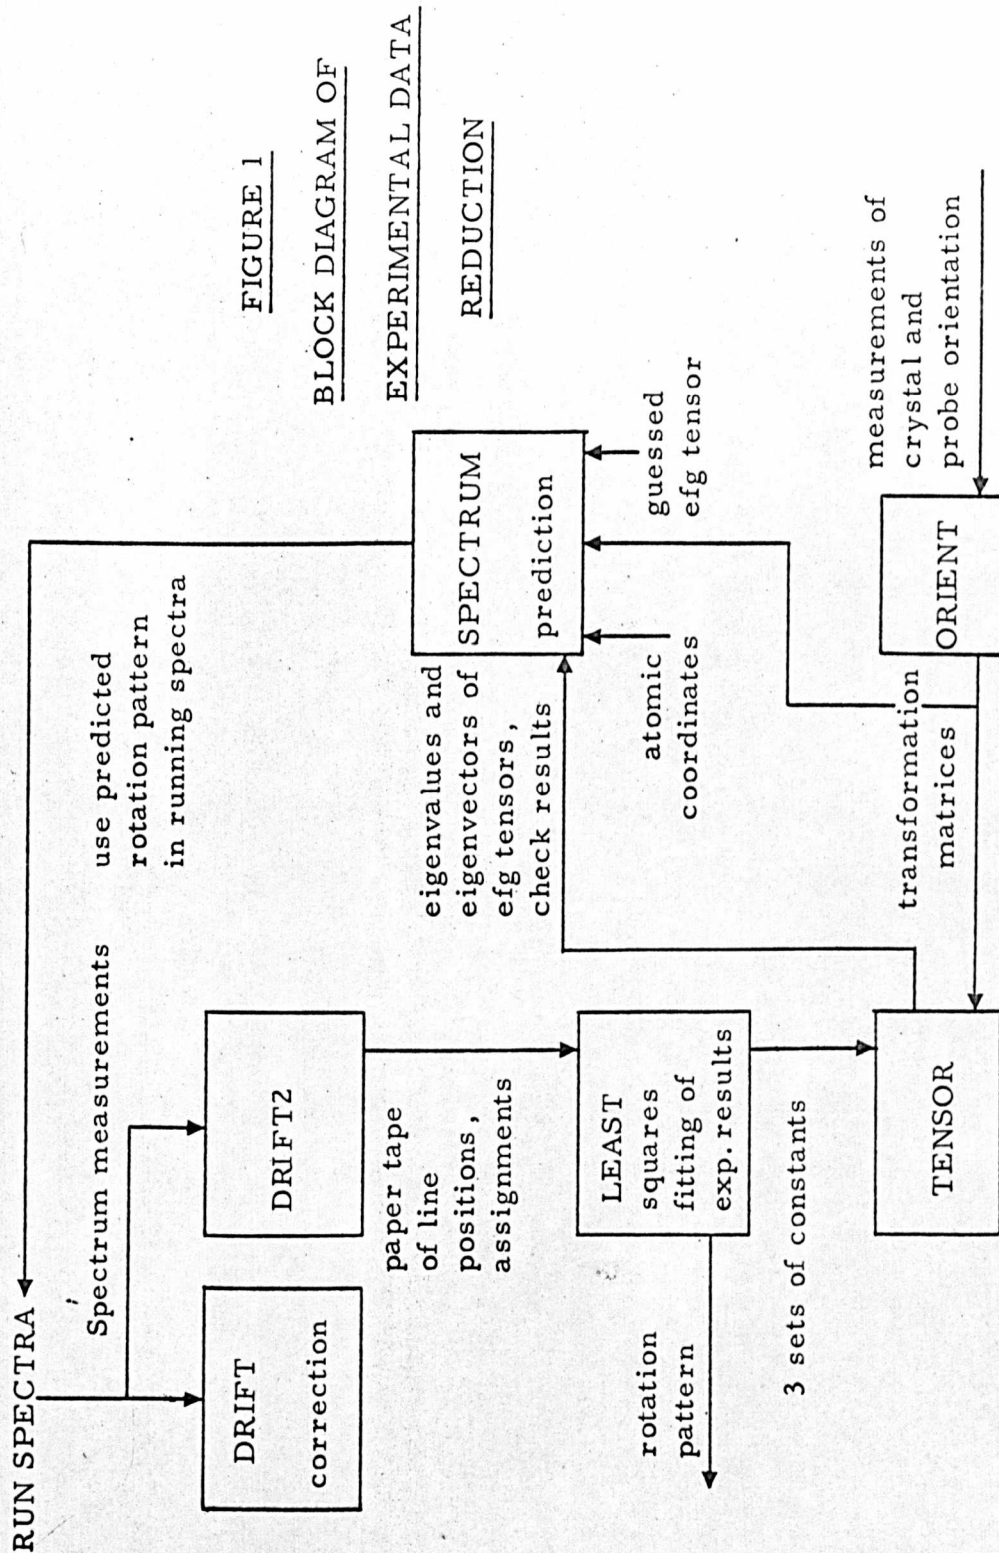 FIGURE 1
BLOCK DIAGRAM OF
EXPERIMENTAL DATA
REDUCTION
RUN SPECTRA
Spectrum measurements
use predicted
rotation pattern
in running spectra
DRIFT
correction
DRIFT2
paper tape
of line
positions,
assignments
LEAST
squares
fitting of
exp. results
rotation
pattern
3 sets of constants
TENSOR
eigenvalues and
eigenvectors of
efg tensors,
check results
SPECTRUM
prediction
atomic
coordinates
guessed
efg tensor
transformation
matrices
ORIENT
measurements of
crystal and
probe orientation